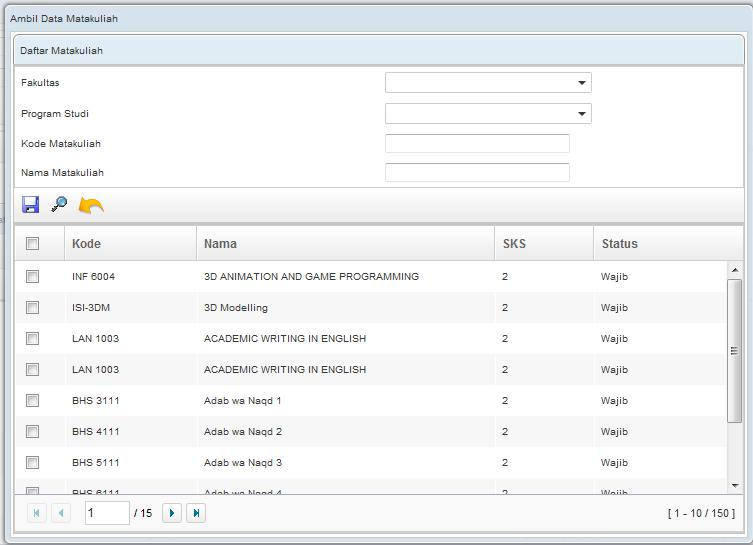 Ambil Data Matakuliah
Daftar Matakuliah
Fakultas
Program Studi
Kode Matakuliah
Nama Matakuliah
Kode Nama SKS Status
INF 6004 3D ANIMATION AND GAME PROGRAMMING 2 Wajib
ISI-3DM 3D Modelling 2 Wajib
LAN 1003 ACADEMIC WRITING IN ENGLISH 2 Wajib
LAN 1003 ACADEMIC WRITING IN ENGLISH 2 Wajib
BHS 3111 Adab wa Naqd 1 2 Wajib
BHS 4111 Adab wa Naqd 2 2 Wajib
BHS 5111 Adab wa Naqd 3 2 Wajib
BHS 6111 Adab wa Naqd 4 2 Wajib
1 / 15 [ 1 - 10 / 150 ]